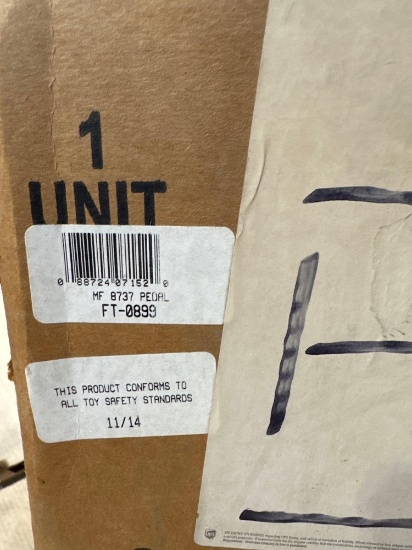 1
UNIT
0 88724 07152 0
MF 8737 PEDAL
FT-0899
THIS PRODUCT CONFORMS TO
ALL TOY SAFETY STANDARDS
11/14